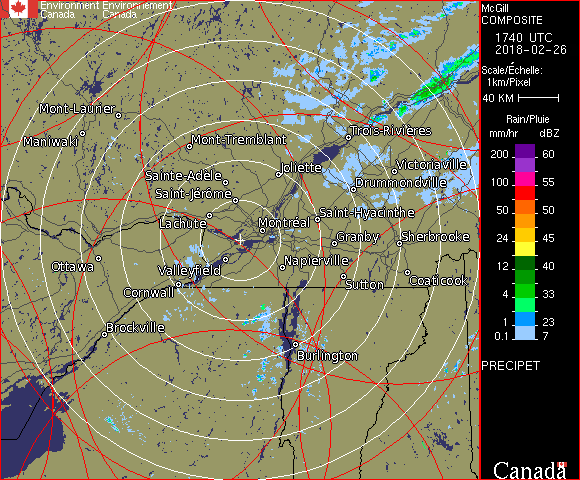 Environment Environnement
Canada Canada
McGill
COMPOSITE
1740 UTC
2018-02-26
Scale/Échelle:
1km/Pixel
40 KM
Rain/Pluie
mm/hr dBZ
200 60
100 55
50 50
24 45
12 40
4 33
1 23
0.1 7
PRECIPET
Canada
Mont-Laurier
Maniwaki
Mont-Tremblant
Trois-Rivières
Joliette
Victoriaville
Sainte-Adèle
Drummondville
Saint-Jérôme
Saint-Hyacinthe
Lachute
Montréal
Granby
Sherbrooke
Ottawa
Valleyfield
Napierville
Sutton
Coaticook
Cornwall
Brockville
Burlington